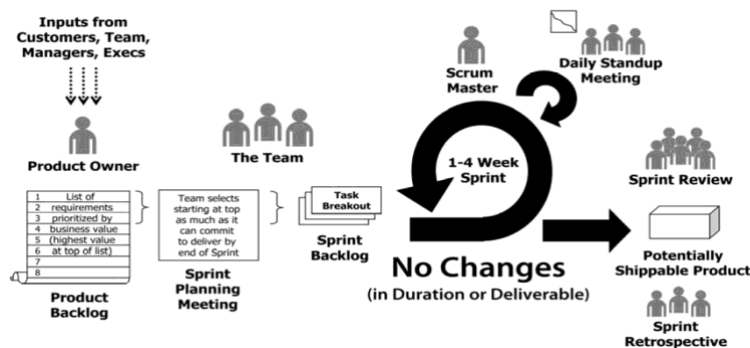 Inputs from
Customers, Team,
Managers, Execs
Product Owner
1 List of
2 requirements
3 prioritized by
4 business value
5 (highest value
6 at top of list)
7
8
Product
Backlog
The Team
Team selects
starting at top
as much as it
can commit
to deliver by
end of Sprint
Sprint
Planning
Meeting
Task
Breakout
Sprint
Backlog
Scrum
Master
Daily Standup
Meeting
1-4 Week
Sprint
No Changes
(in Duration or Deliverable)
Sprint Review
Potentially
Shippable Product
Sprint
Retrospective